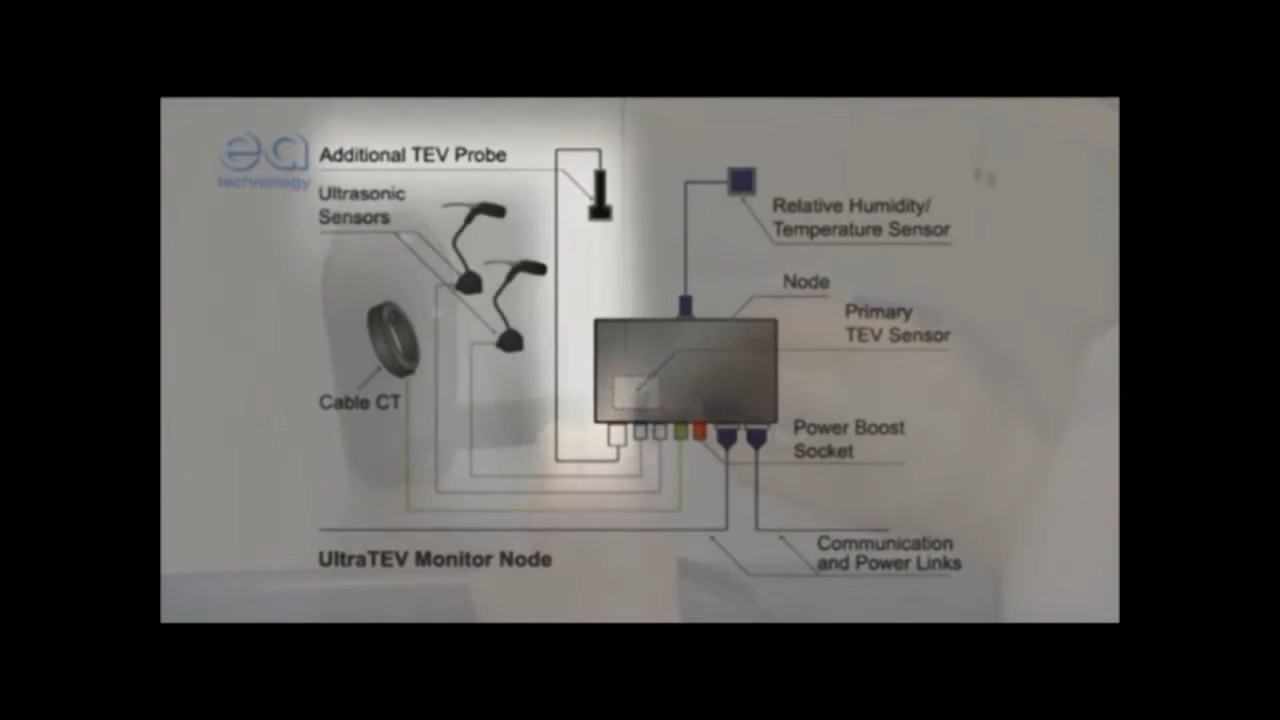 ea
technology
Additional TEV Probe
Ultrasonic
Sensors
Relative Humidity/
Temperature Sensor
Node
Primary
TEV Sensor
Cable CT
Power Boost
Socket
Communication
and Power Links
UltraTEV Monitor Node